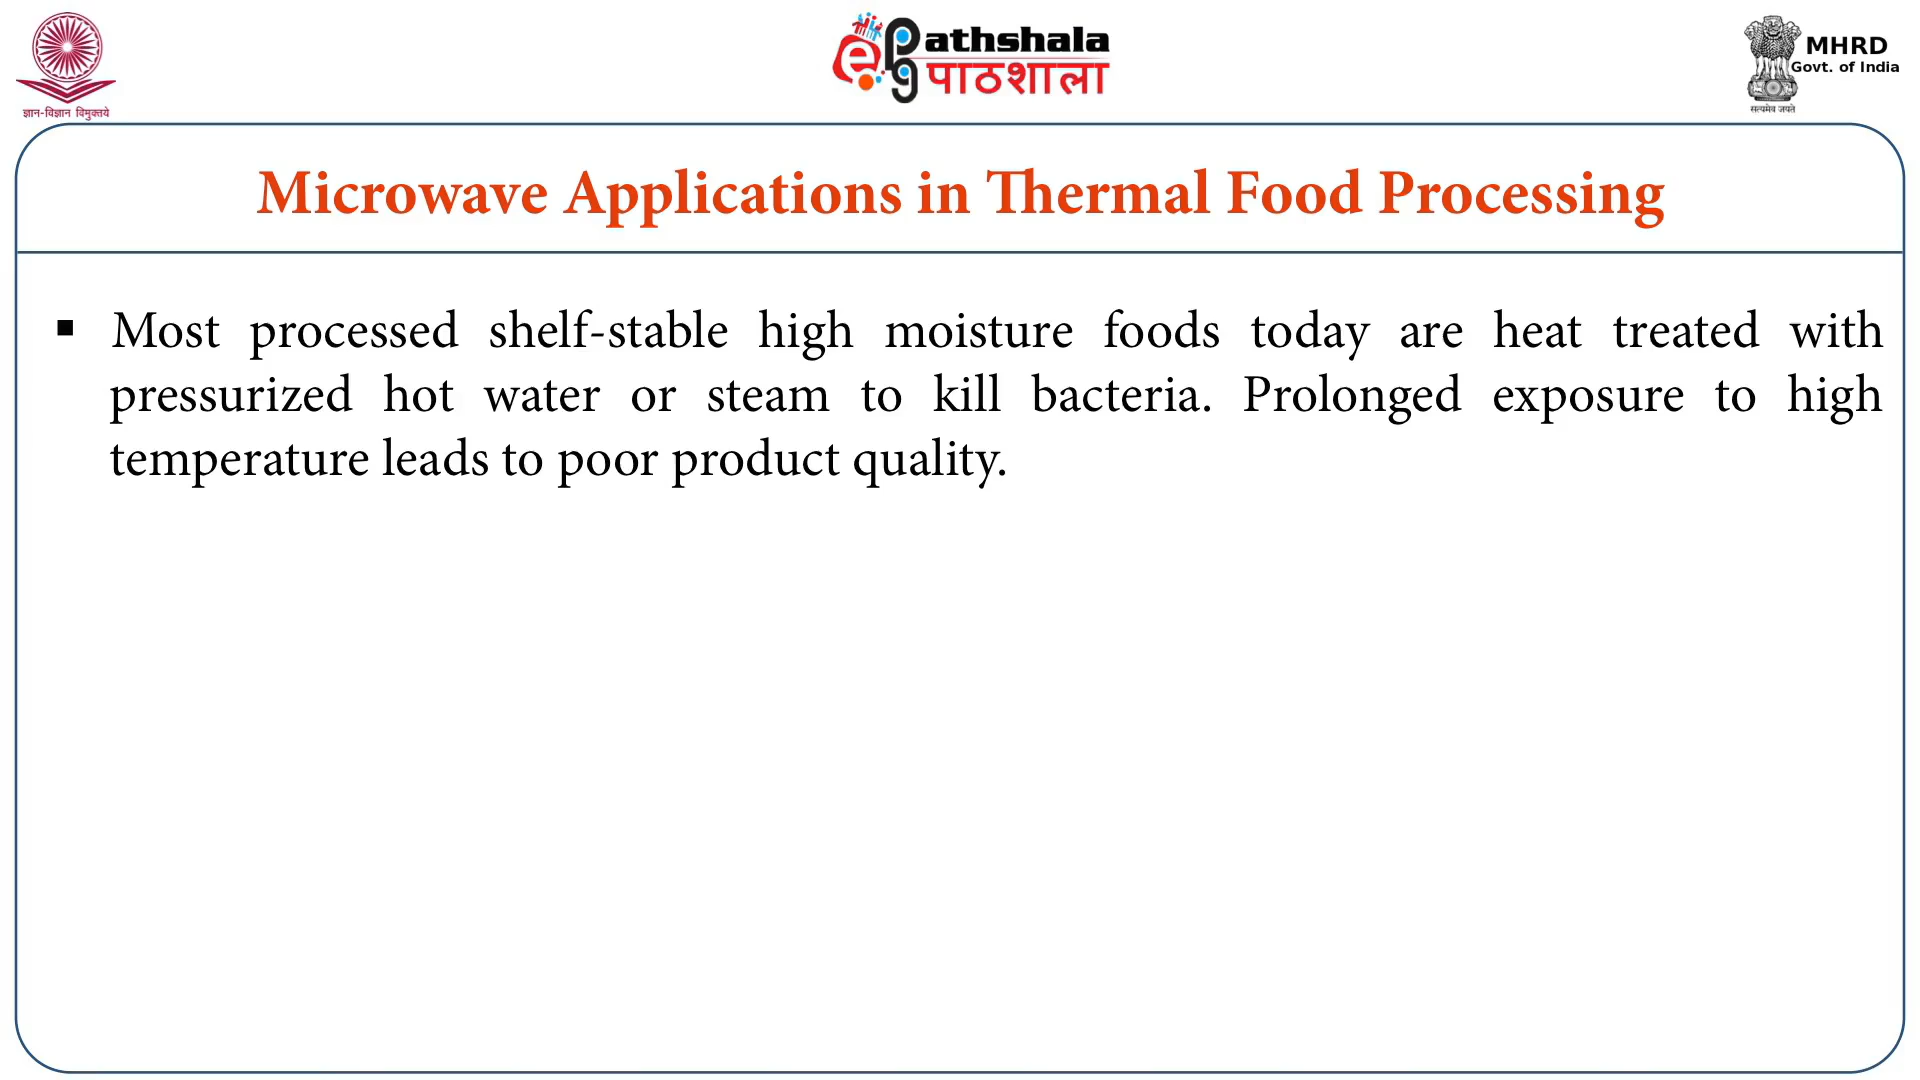 ज्ञान-विज्ञान विमुक्तये
ePathshala
पाठशाला
MHRD
Govt. of India
सत्यमेव जयते
Microwave Applications in Thermal Food Processing
▪ Most processed shelf-stable high moisture foods today are heat treated with
pressurized hot water or steam to kill bacteria. Prolonged exposure to high
temperature leads to poor product quality.